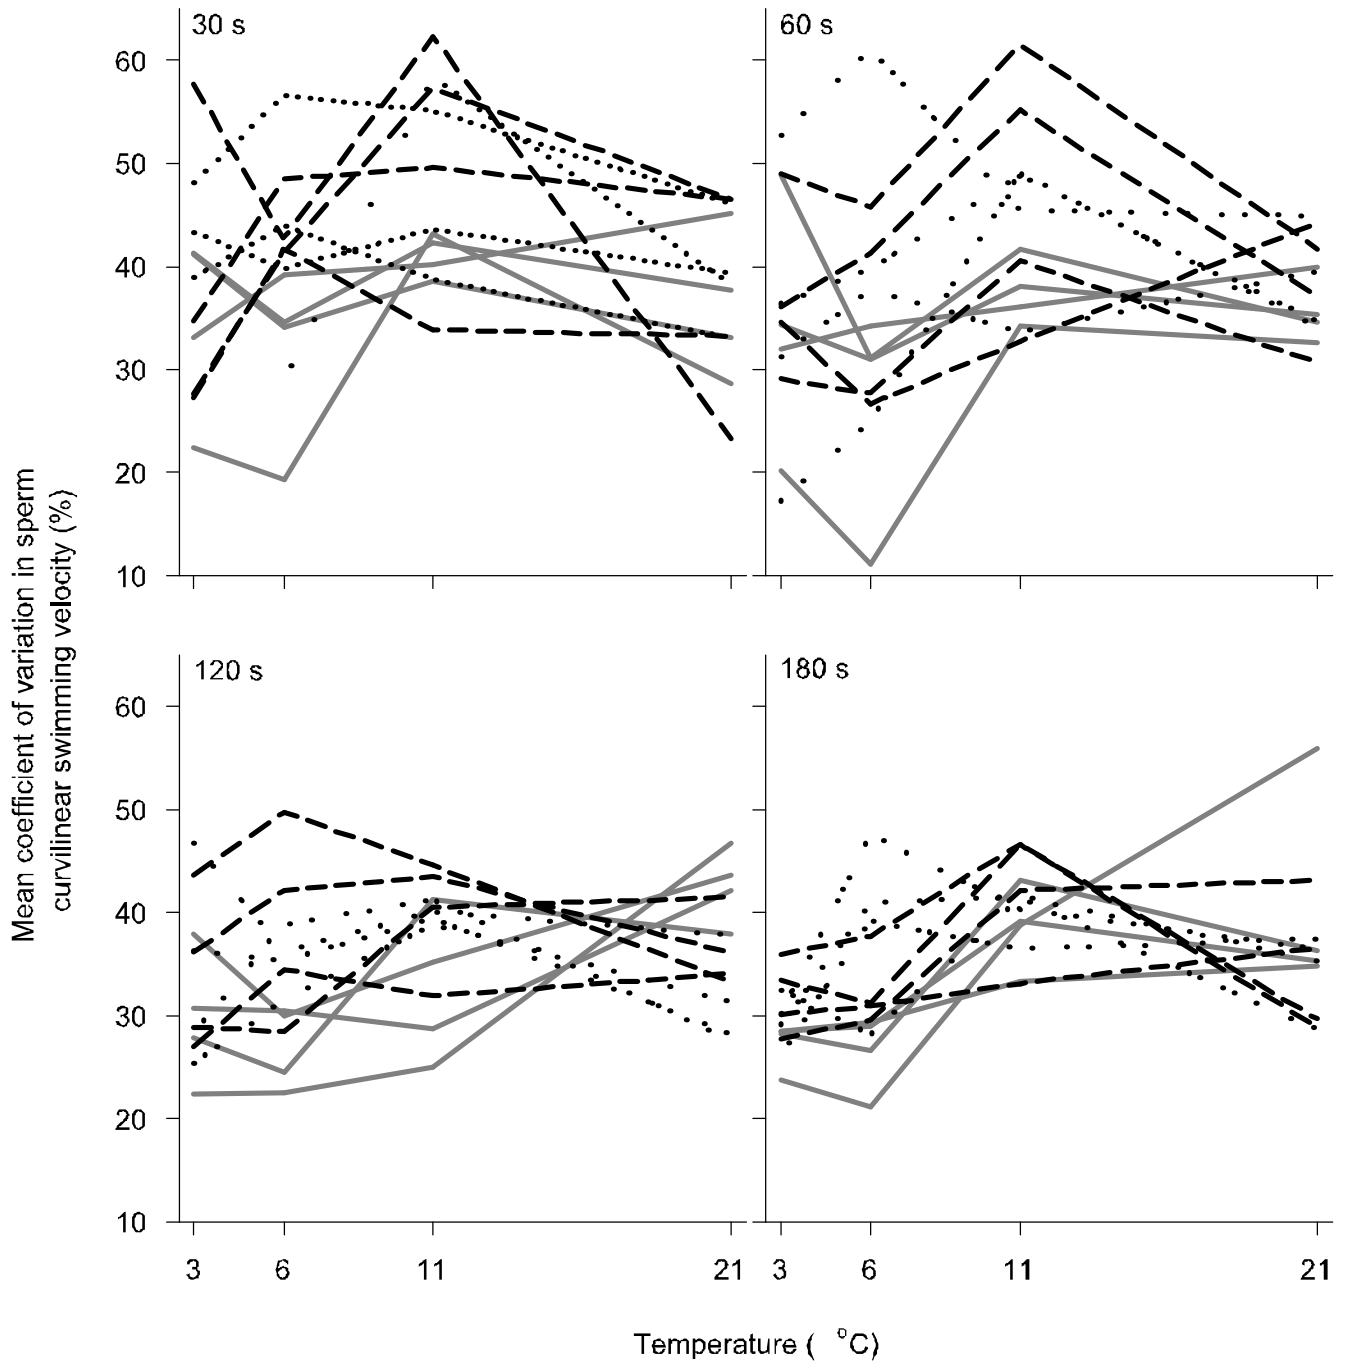 30 s
60 s
60
50
40
30
20
10
Mean coefficient of variation in sperm
curvilinear swimming velocity (%)
120 s
180 s
60
50
40
30
20
10
3 6 11 21
3 6 11 21
Temperature ( °C)